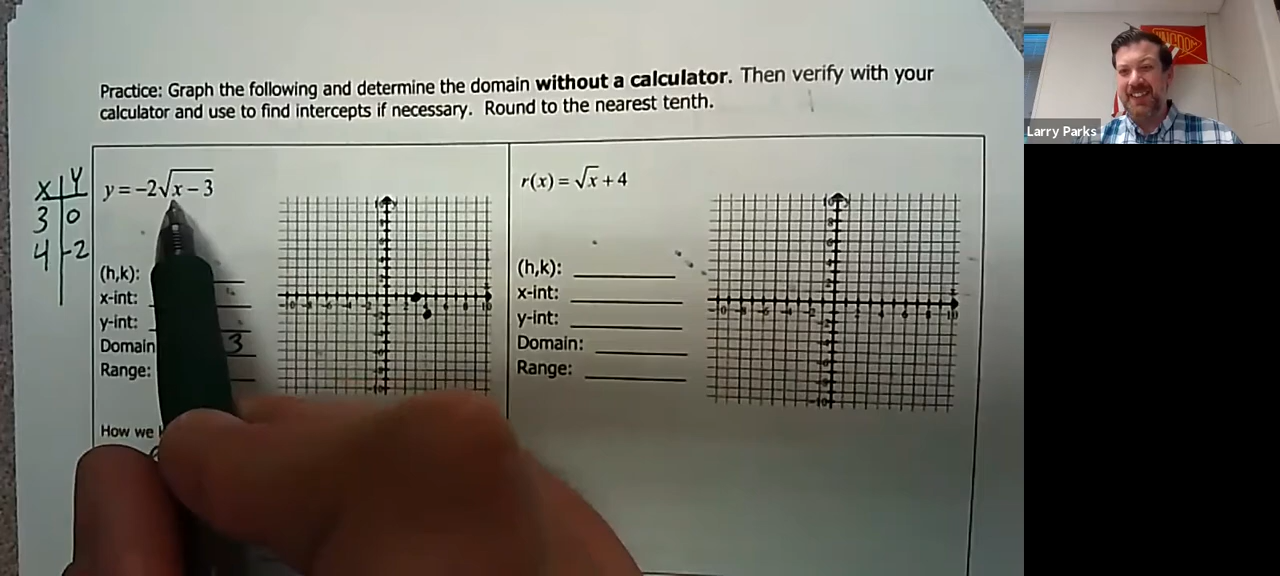 Practice: Graph the following and determine the domain without a calculator. Then verify with your
calculator and use to find intercepts if necessary. Round to the nearest tenth.
X Y
3 0
4 -2
y = -2√x - 3
(h,k):
x-int:
y-int:
Domain 3
Range:
How we
r(x) = √x + 4
(h,k):
x-int:
y-int:
Domain:
Range:
KINGDOM
Larry Parks